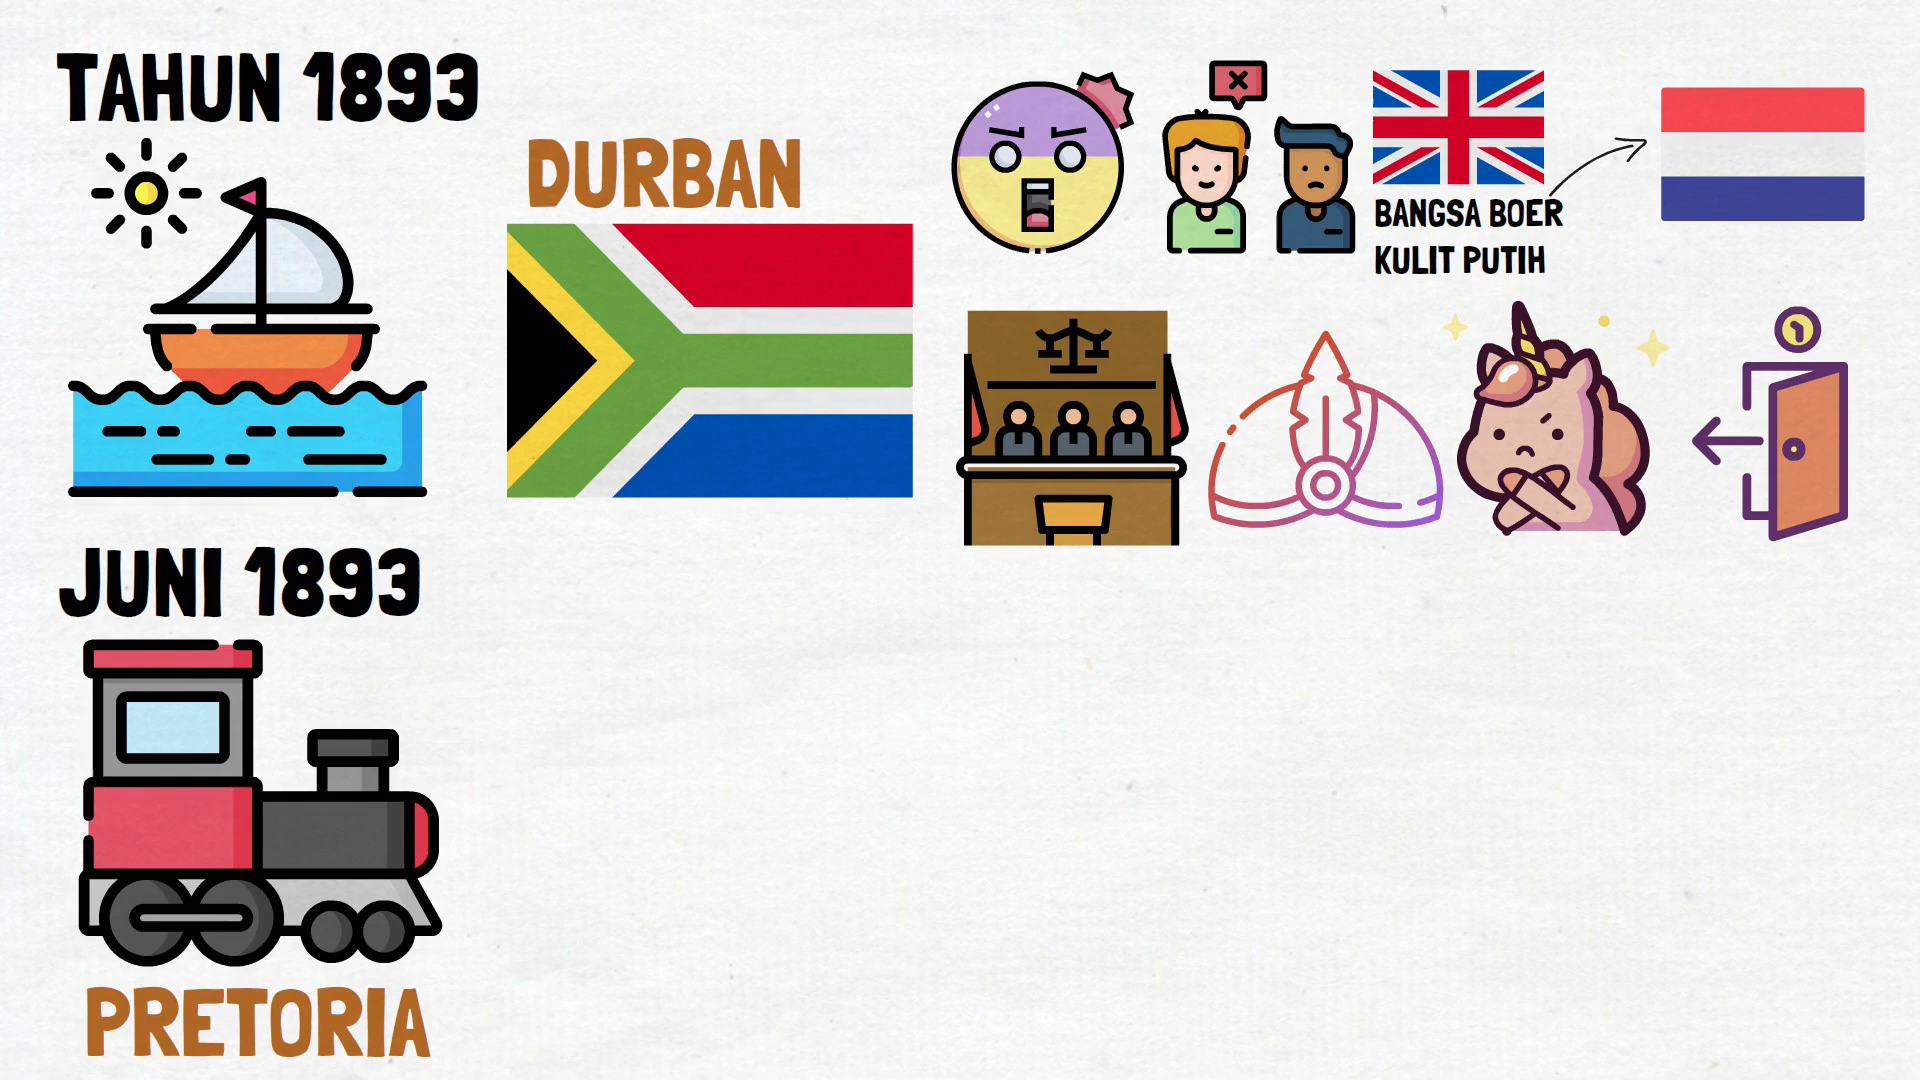 TAHUN 1893
DURBAN
BANGSA BOER
KULIT PUTIH
JUNI 1893
PRETORIA